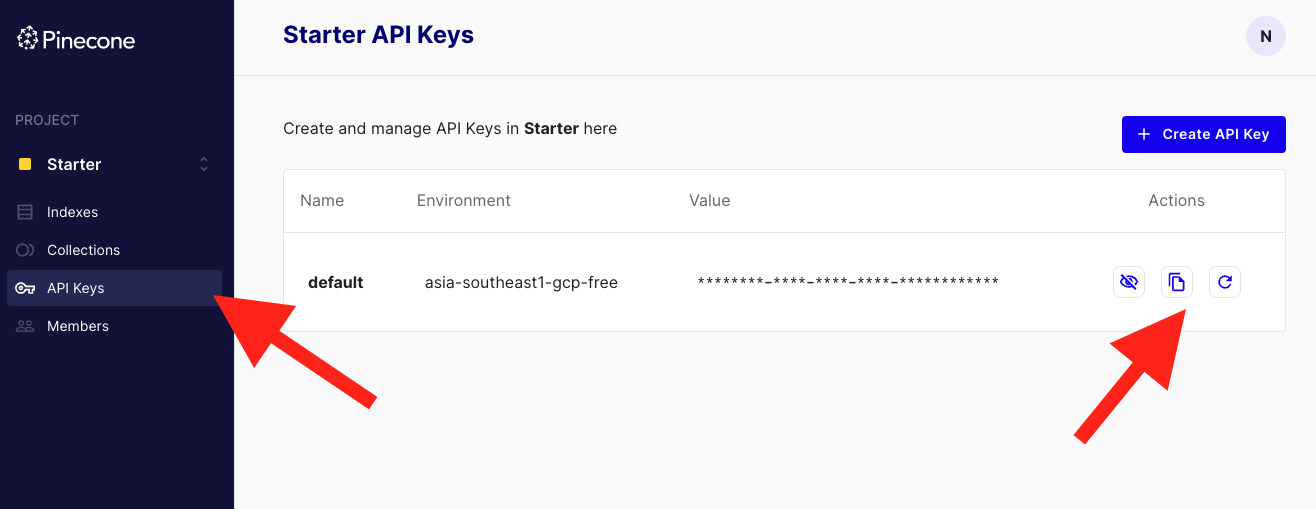 Pinecone
Starter API Keys
N
PROJECT
Starter
Indexes
Collections
API Keys
Members
Create and manage API Keys in Starter here
+ Create API Key
Name Environment Value Actions
default asia-southeast1-gcp-free ********-****-****-****-************